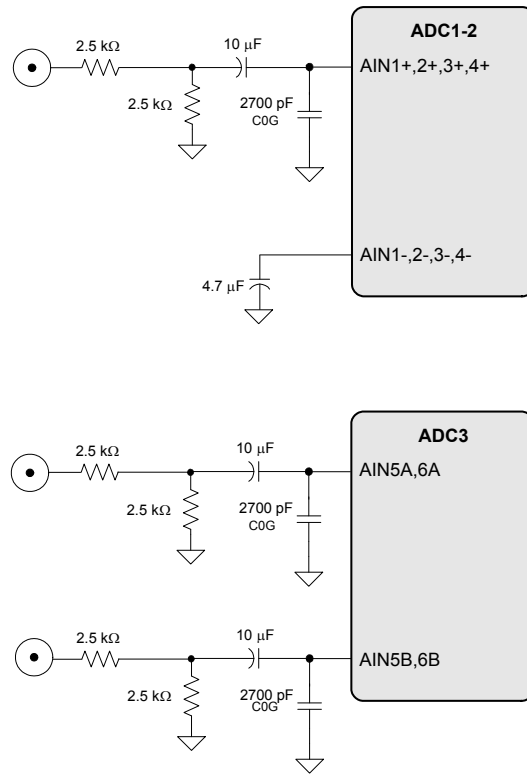 ADC1-2
10 µF
2.5 kΩ
AIN1+,2+,3+,4+
2.5 kΩ
2700 pF
C0G
AIN1-,2-,3-,4-
4.7 µF
ADC3
10 µF
2.5 kΩ
AIN5A,6A
2.5 kΩ
2700 pF
C0G
10 µF
2.5 kΩ
AIN5B,6B
2.5 kΩ
2700 pF
C0G